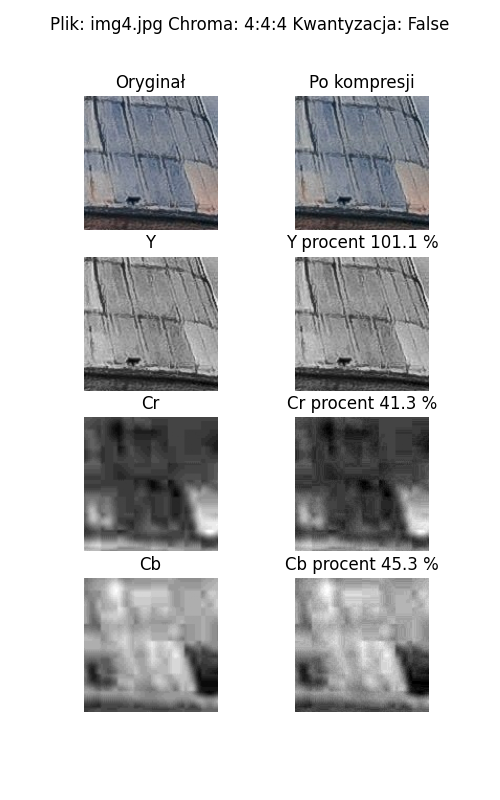 Plik: img4.jpg Chroma: 4:4:4 Kwantyzacja: False
Oryginał
Po kompresji
Y
Y procent 101.1 %
Cr
Cr procent 41.3 %
Cb
Cb procent 45.3 %